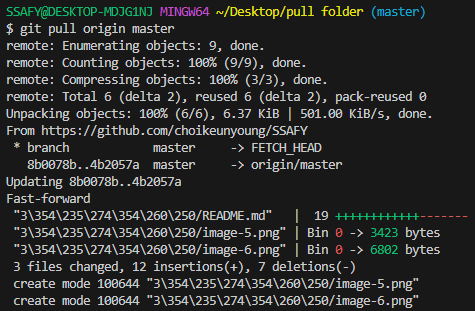 SSAFY@DESKTOP-MDJG1NJ MINGW64 ~/Desktop/pull folder (master)
$ git pull origin master
remote: Enumerating objects: 9, done.
remote: Counting objects: 100% (9/9), done.
remote: Compressing objects: 100% (3/3), done.
remote: Total 6 (delta 2), reused 6 (delta 2), pack-reused 0
Unpacking objects: 100% (6/6), 6.37 KiB | 501.00 KiB/s, done.
From https://github.com/choikeunyoung/SSAFY
 * branch            master     -> FETCH_HEAD
   8b0078b..4b2057a  master     -> origin/master
Updating 8b0078b..4b2057a
Fast-forward
 "3\354\235\274\354\260\250/README.md"   |  19 ++++++++++++-------
 "3\354\235\274\354\260\250/image-5.png" | Bin 0 -> 3423 bytes
 "3\354\235\274\354\260\250/image-6.png" | Bin 0 -> 6802 bytes
 3 files changed, 12 insertions(+), 7 deletions(-)
 create mode 100644 "3\354\235\274\354\260\250/image-5.png"
 create mode 100644 "3\354\235\274\354\260\250/image-6.png"